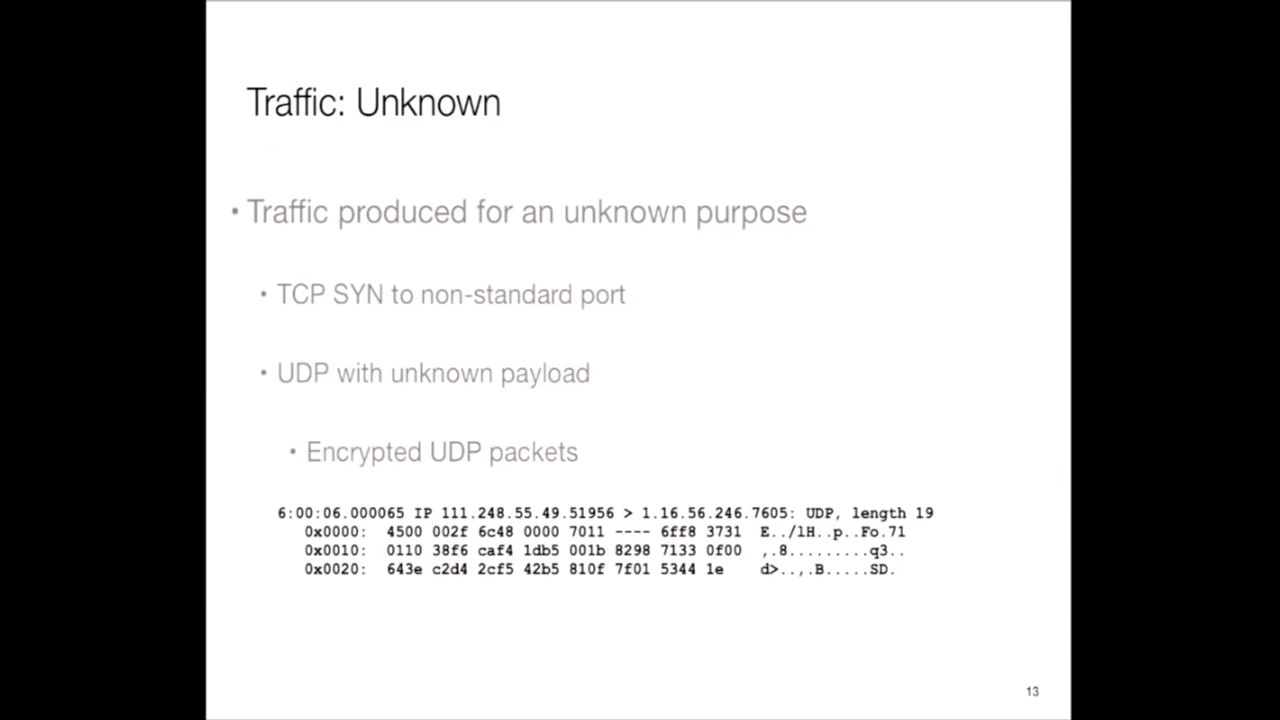 Traffic: Unknown
• Traffic produced for an unknown purpose
• TCP SYN to non-standard port
• UDP with unknown payload
• Encrypted UDP packets
6:00:06.000065 IP 111.248.55.49.51956 > 1.16.56.246.7605: UDP, length 19
0x0000: 4500 002f 6c48 0000 7011 ---- 6ff8 3731 E../lH..p..Fo.71
0x0010: 0110 38f6 caf4 1db5 001b 8298 7133 0f00 ,.8.........q3..
0x0020: 643e c2d4 2cf5 42b5 810f 7f01 5344 1e d>..,.B.....SD.
13